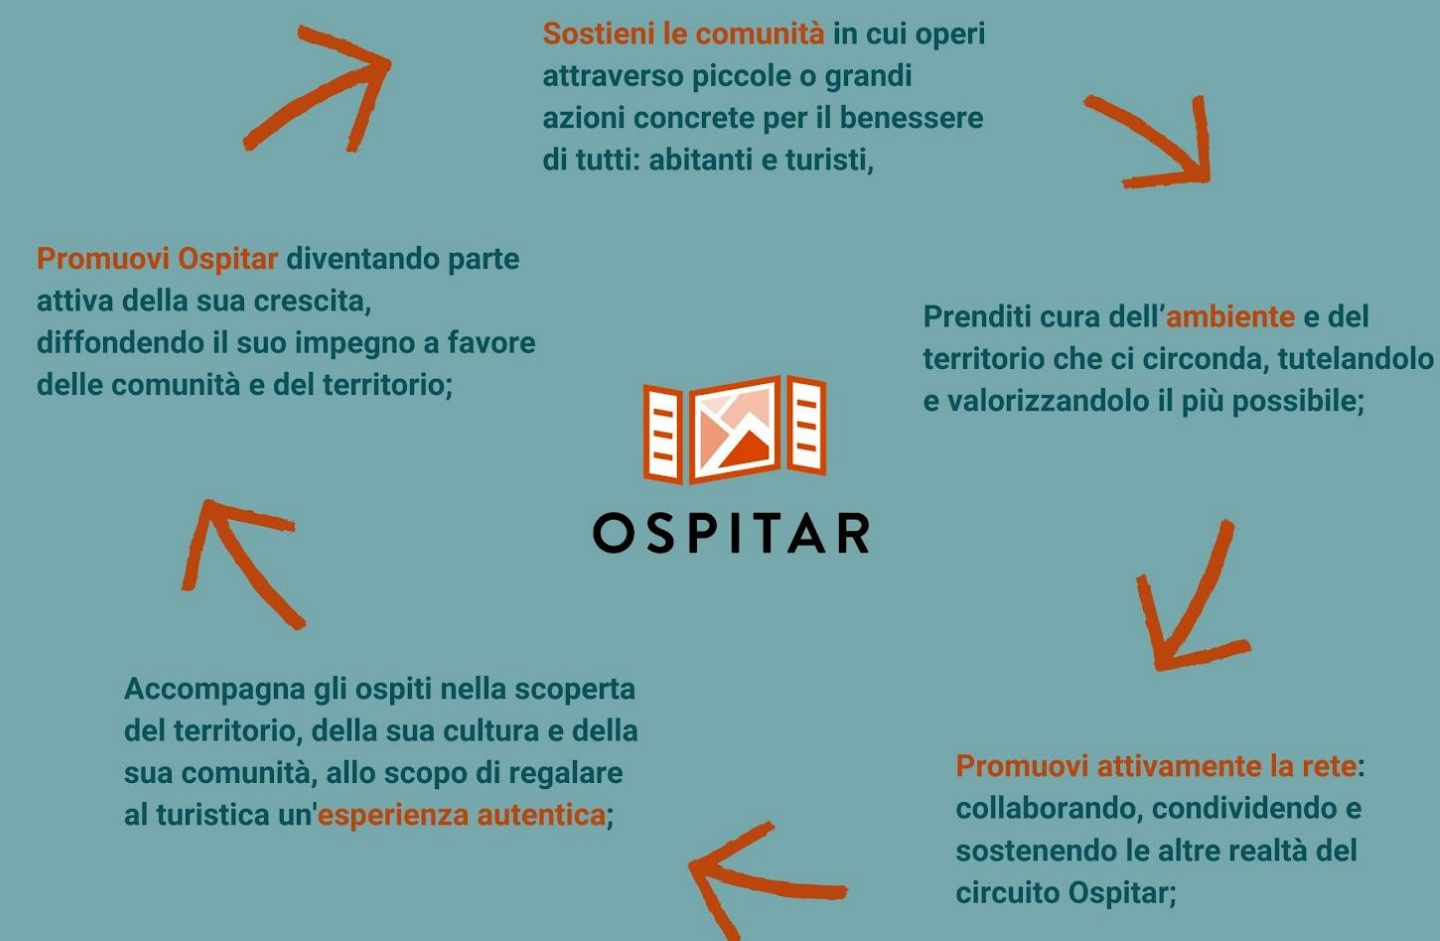 Sostieni le comunità in cui operi
attraverso piccole o grandi
azioni concrete per il benessere
di tutti: abitanti e turisti,
Prenditi cura dell’ambiente e del
territorio che ci circonda, tutelandolo
e valorizzandolo il più possibile;
Promuovi attivamente la rete:
collaborando, condividendo e
sostenendo le altre realtà del
circuito Ospitar;
Accompagna gli ospiti nella scoperta
del territorio, della sua cultura e della
sua comunità, allo scopo di regalare
al turistica un'esperienza autentica;
Promuovi Ospitar diventando parte
attiva della sua crescita,
diffondendo il suo impegno a favore
delle comunità e del territorio;
OSPITAR